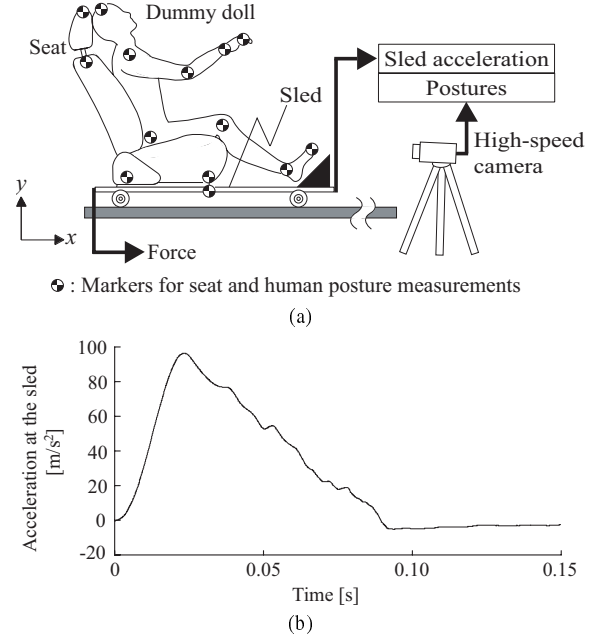 Dummy doll
Seat
Sled
Sled acceleration
Postures
High-speed
camera
y
x
Force
: Markers for seat and human posture measurements
(a)
Acceleration at the sled
[m/s²]
100
80
60
40
20
0
-20
0
0.05
0.10
0.15
Time [s]
(b)